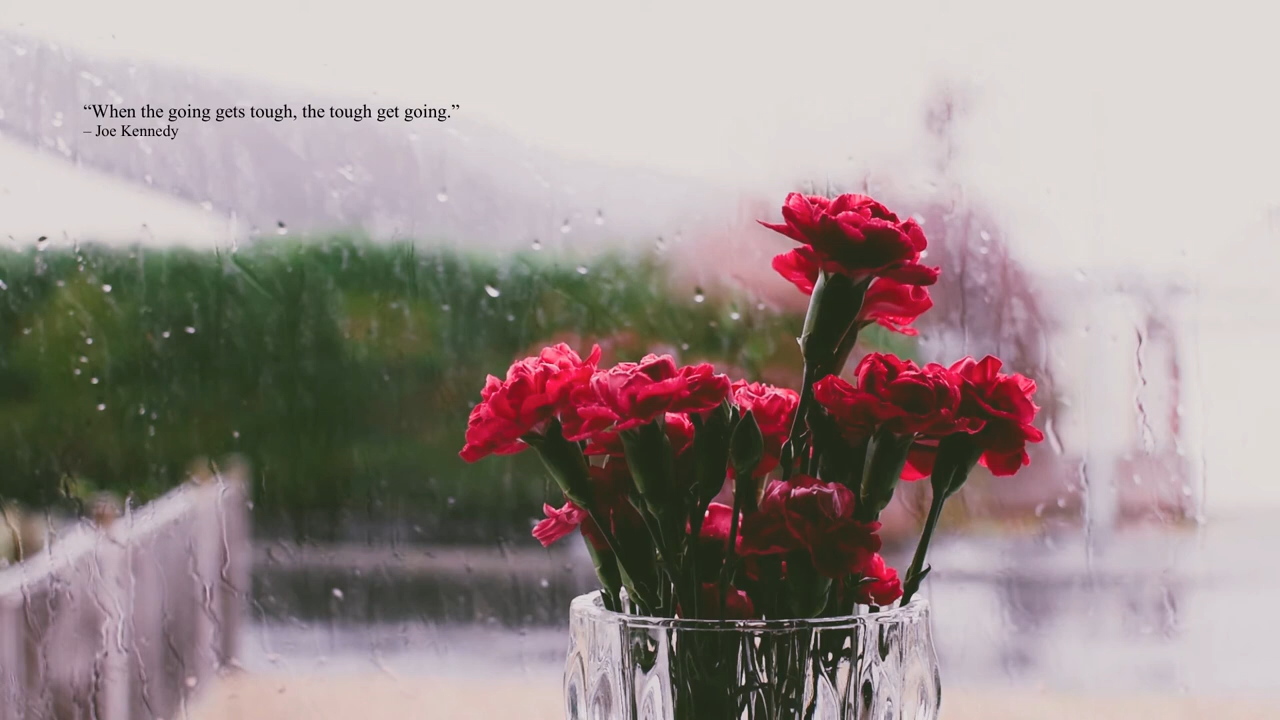 “When the going gets tough, the tough get going.”
– Joe Kennedy